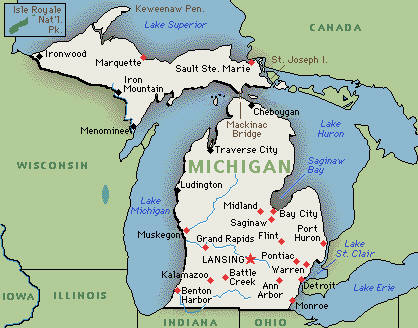 Isle Royale
Nat'l.
Pk.
Keweenaw Pen.
Lake Superior
CANADA
Ironwood
Marquette
Sault Ste. Marie
St. Joseph I.
Iron
Mountain
Cheboygan
Menominee
Mackinac
Bridge
Lake
Huron
Traverse City
WISCONSIN
MICHIGAN
Saginaw
Bay
Ludington
Lake
Michigan
Midland
Bay City
Saginaw
Muskegon
Flint
Port
Huron
Grand Rapids
Lake
St. Clair
LANSING
Pontiac
Warren
Kalamazoo
Battle
Creek
Ann
Arbor
Detroit
Lake Erie
Benton
Harbor
Monroe
IOWA
ILLINOIS
INDIANA
OHIO